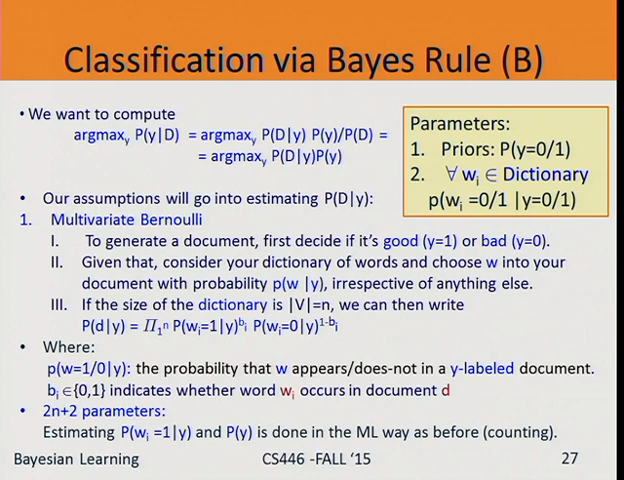 Classification via Bayes Rule (B)
• We want to compute
argmaxy P(y|D) = argmaxy P(D|y) P(y)/P(D) =
= argmaxy P(D|y)P(y)
Parameters:
1. Priors: P(y=0/1)
2. ∀ wi ∈ Dictionary
p(wi =0/1 |y=0/1)
• Our assumptions will go into estimating P(D|y):
1. Multivariate Bernoulli
I. To generate a document, first decide if it's good (y=1) or bad (y=0).
II. Given that, consider your dictionary of words and choose w into your
document with probability p(w |y), irrespective of anything else.
III. If the size of the dictionary is |V|=n, we can then write
P(d|y) = Π1n P(wi=1|y)bi P(wi=0|y)1-bi
• Where:
p(w=1/0|y): the probability that w appears/does-not in a y-labeled document.
bi ∈{0,1} indicates whether word wi occurs in document d
• 2n+2 parameters:
Estimating P(wi =1|y) and P(y) is done in the ML way as before (counting).
Bayesian Learning CS446 -FALL '15 27